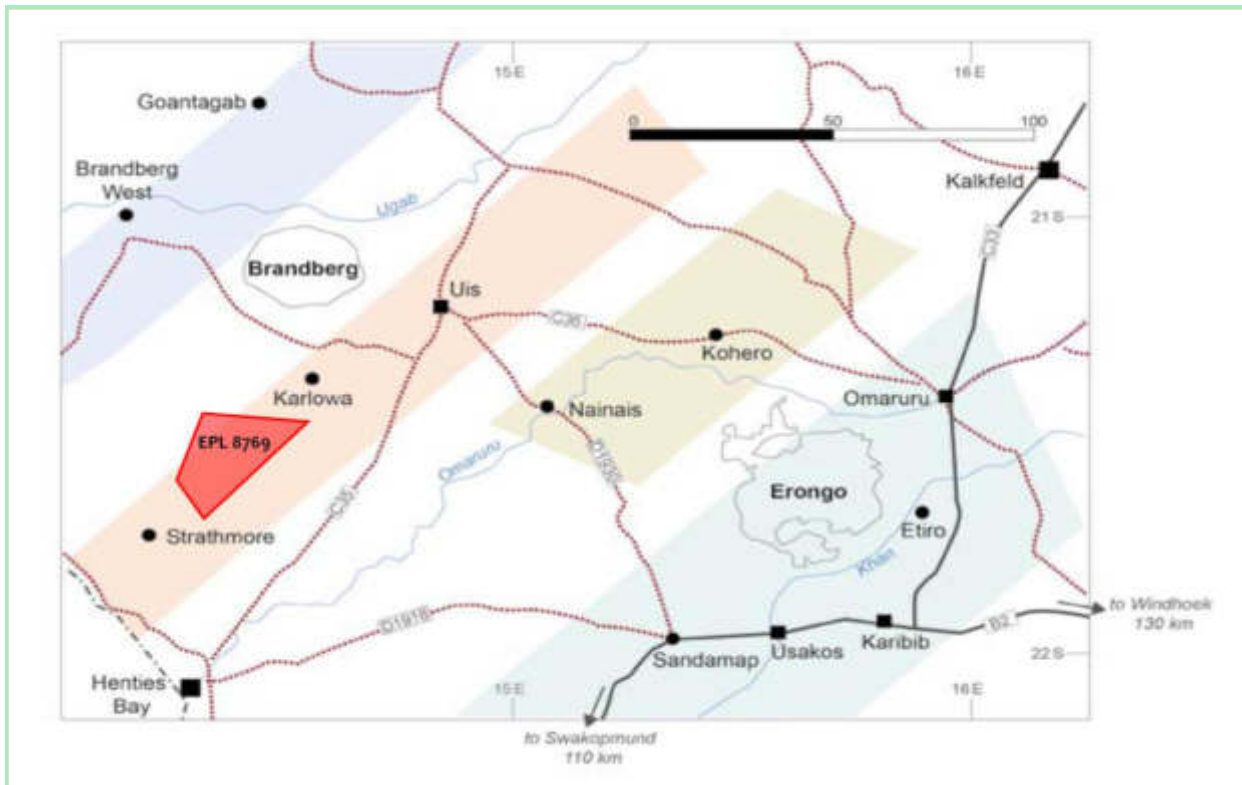 15 E
16 E
Goantagab
0
50
100
Brandberg
West
Kalkfeld
Ugab
21 S
C33
Brandberg
Uis
C36
Kohero
Karlowa
Omaruru
Nainais
EPL 8769
Omaruru
D1930
Erongo
C35
Strathmore
Etiro
Khan
D1918
to Windhoek
130 km
B2
Karibib
Usakos
Sandamap
22 S
Henties
Bay
15 E
16 E
to Swakopmund
110 km